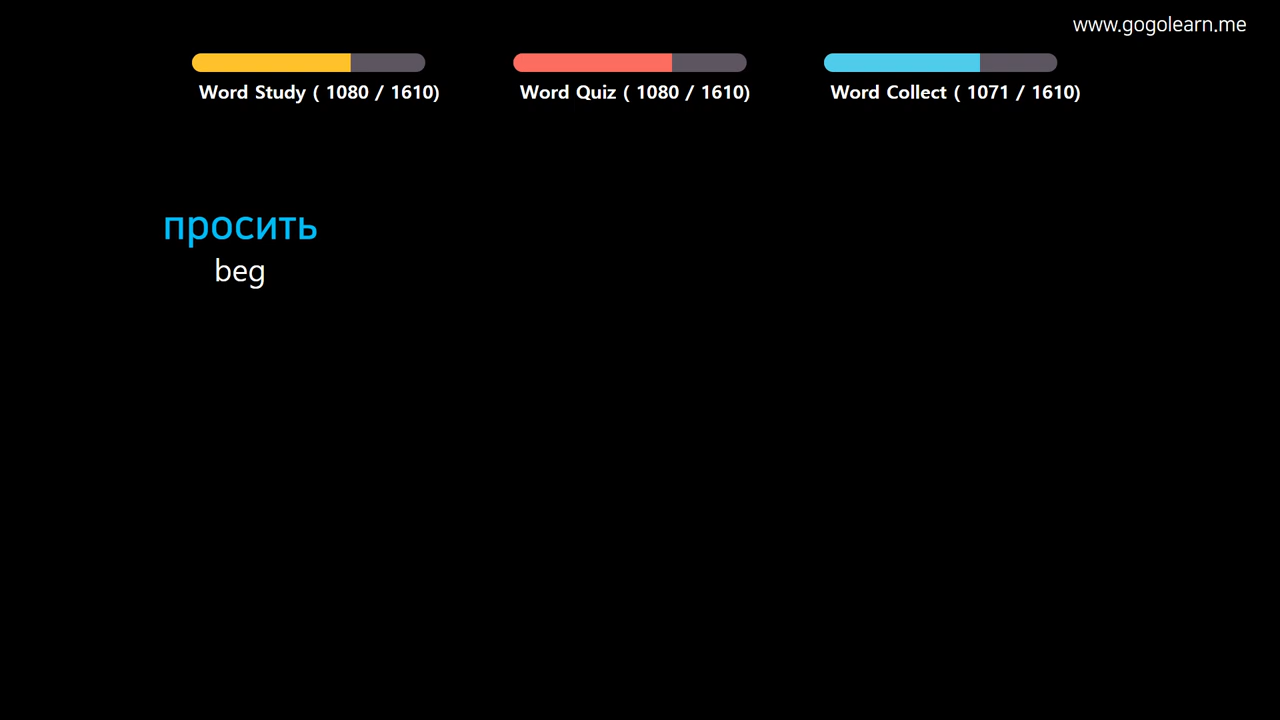 www.gogolearn.me
Word Study ( 1080 / 1610)
Word Quiz ( 1080 / 1610)
Word Collect ( 1071 / 1610)
просить
beg